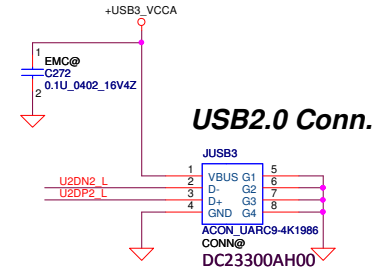 +USB3_VCCA
1
EMC@
C272
0.1U_0402_16V4Z
2
USB2.0 Conn.
JUSB3
1 VBUS G1 5
U2DN2_L 2 D- G2 6
U2DP2_L 3 D+ G3 7
4 GND G4 8
ACON_UARC9-4K1986
CONN@
DC23300AH00